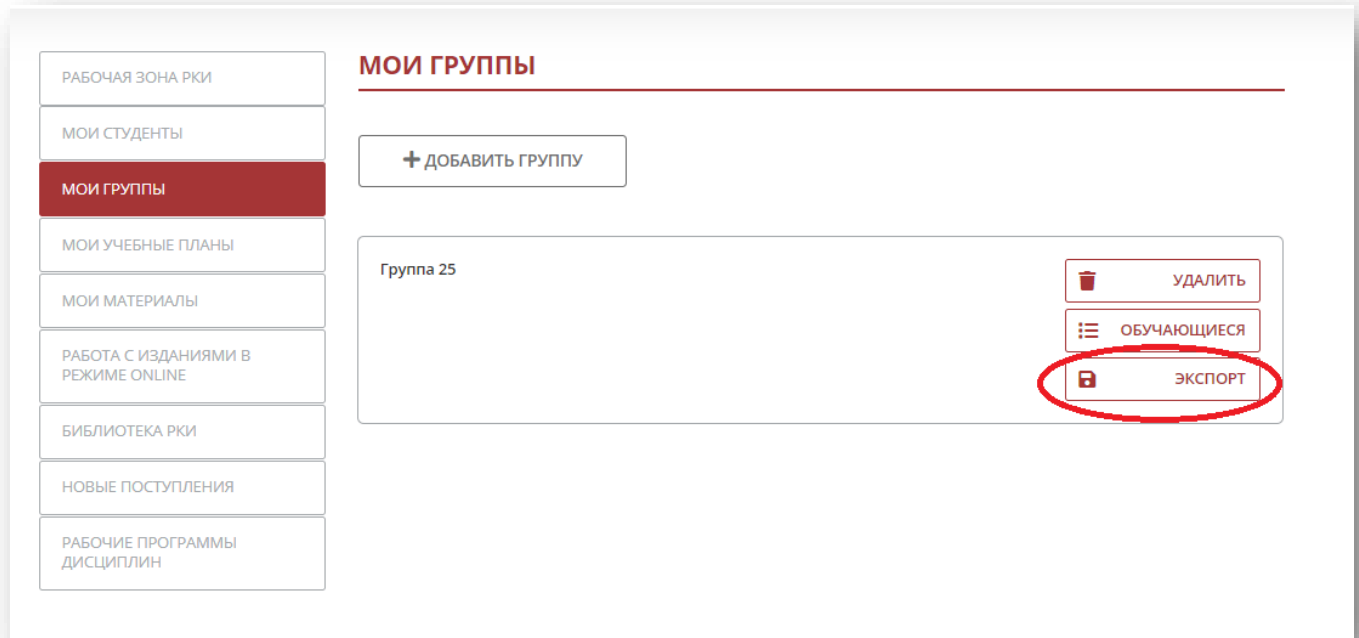 РАБОЧАЯ ЗОНА РКИ
МОИ СТУДЕНТЫ
МОИ ГРУППЫ
МОИ УЧЕБНЫЕ ПЛАНЫ
МОИ МАТЕРИАЛЫ
РАБОТА С ИЗДАНИЯМИ В
РЕЖИМЕ ONLINE
БИБЛИОТЕКА РКИ
НОВЫЕ ПОСТУПЛЕНИЯ
РАБОЧИЕ ПРОГРАММЫ
ДИСЦИПЛИН
МОИ ГРУППЫ
+ ДОБАВИТЬ ГРУППУ
Группа 25
УДАЛИТЬ
ОБУЧАЮЩИЕСЯ
ЭКСПОРТ